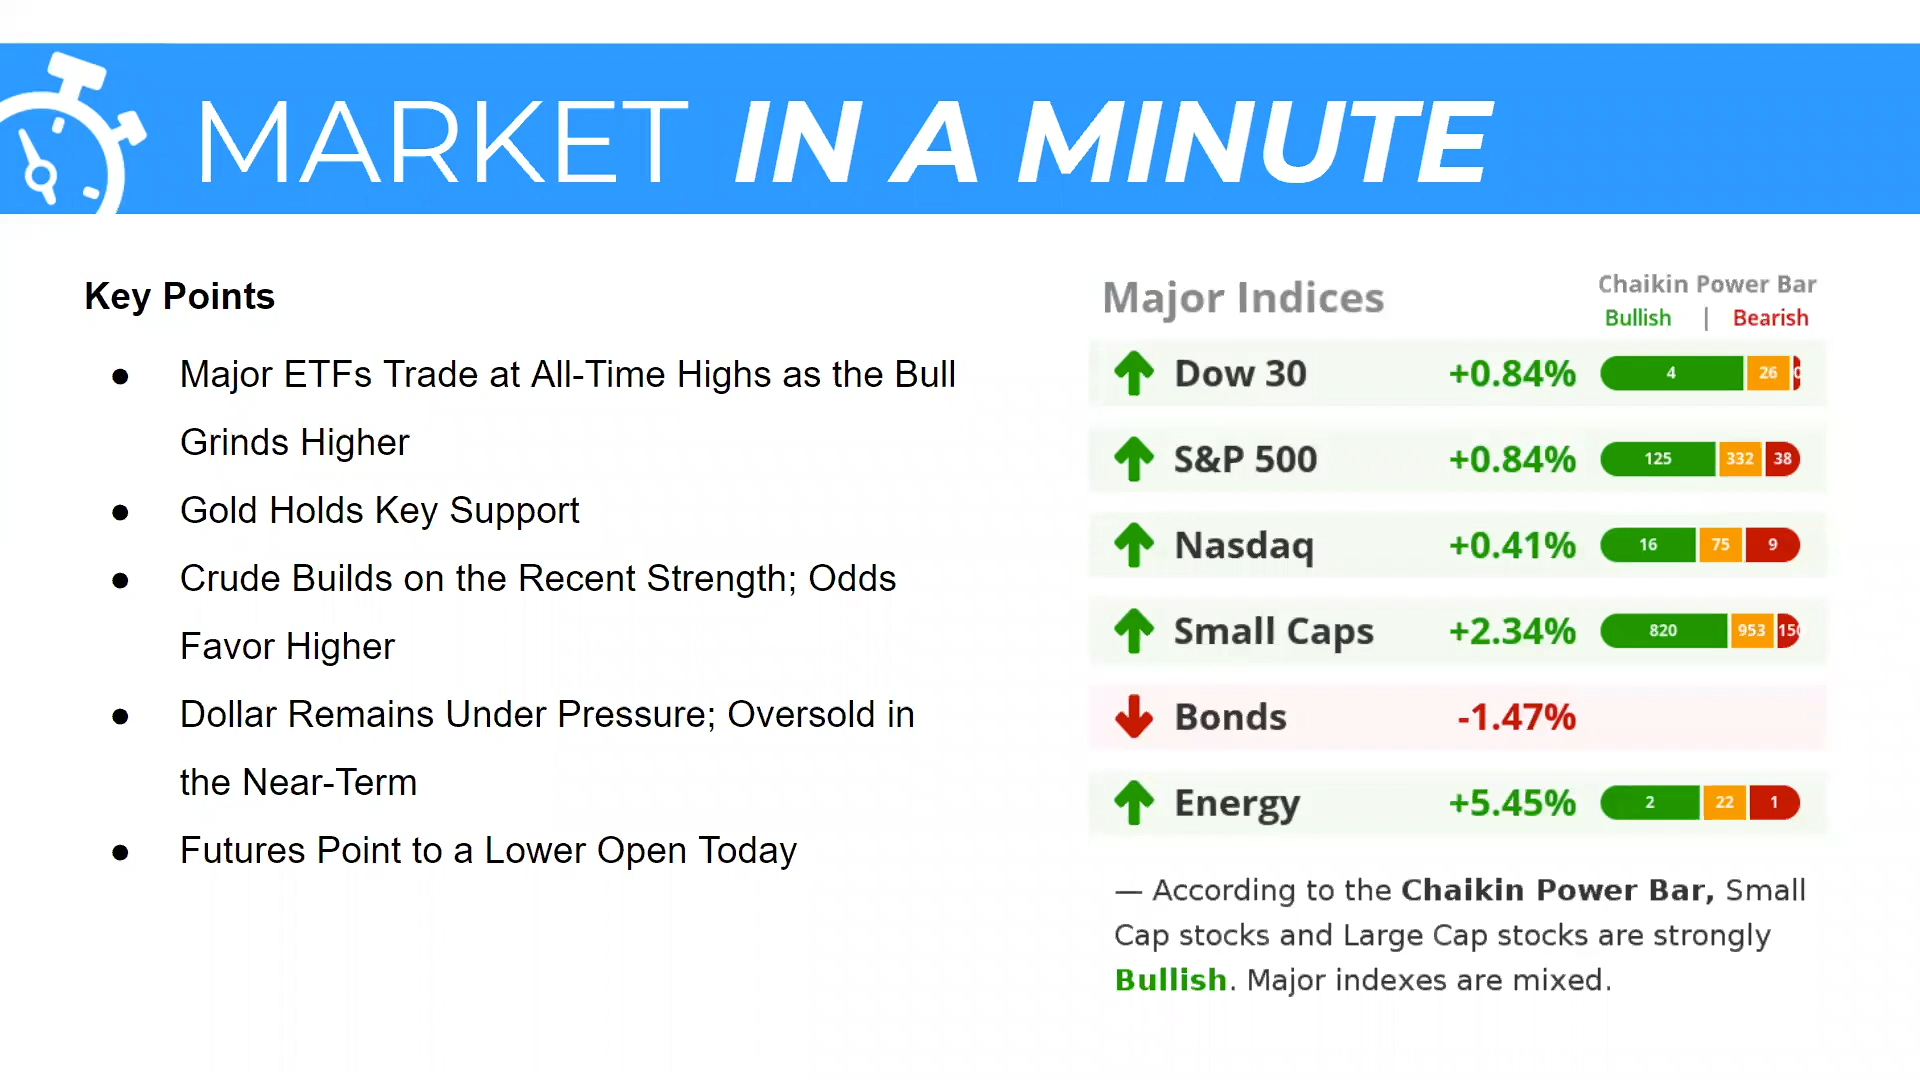 MARKET IN A MINUTE
Key Points
● Major ETFs Trade at All-Time Highs as the Bull
Grinds Higher
● Gold Holds Key Support
● Crude Builds on the Recent Strength; Odds
Favor Higher
● Dollar Remains Under Pressure; Oversold in
the Near-Term
● Futures Point to a Lower Open Today
Major Indices
Chaikin Power Bar
Bullish | Bearish
Dow 30 +0.84% 4 26 0
S&P 500 +0.84% 125 332 38
Nasdaq +0.41% 16 75 9
Small Caps +2.34% 820 953 150
Bonds -1.47%
Energy +5.45% 2 22 1
— According to the Chaikin Power Bar, Small
Cap stocks and Large Cap stocks are strongly
Bullish. Major indexes are mixed.